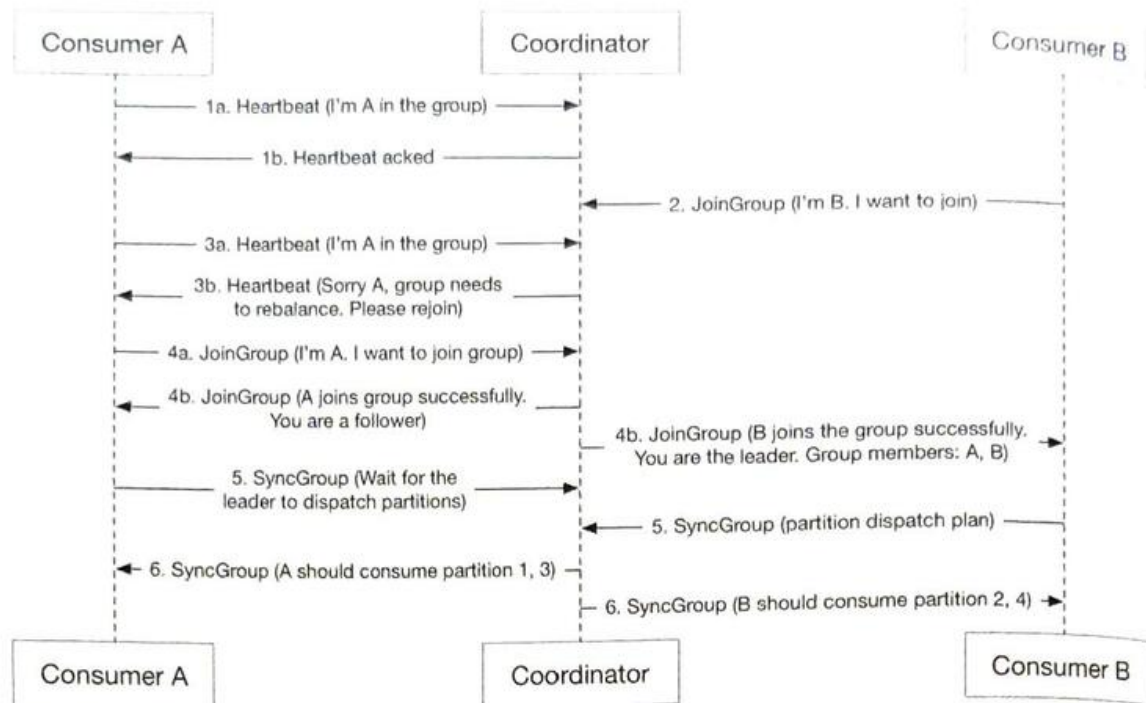 Consumer A
Coordinator
Consumer B
1a. Heartbeat (I'm A in the group)
1b. Heartbeat acked
2. JoinGroup (I'm B. I want to join)
3a. Heartbeat (I'm A in the group)
3b. Heartbeat (Sorry A, group needs
to rebalance. Please rejoin)
4a. JoinGroup (I'm A. I want to join group)
4b. JoinGroup (A joins group successfully.
You are a follower)
4b. JoinGroup (B joins the group successfully.
You are the leader. Group members: A, B)
5. SyncGroup (Wait for the
leader to dispatch partitions)
5. SyncGroup (partition dispatch plan)
6. SyncGroup (A should consume partition 1, 3)
6. SyncGroup (B should consume partition 2, 4)
Consumer A
Coordinator
Consumer B